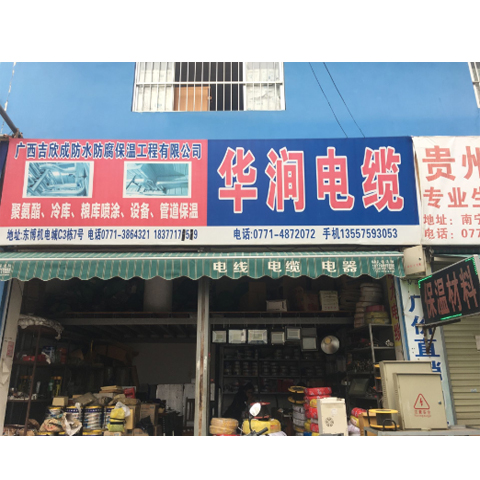 广西吉欣成防水防腐保温工程有限公司
聚氨酯、冷库、粮库喷涂、设备、管道保温
地址:东博机电城C3栋7号 电话0771-3864321
华润电缆
电话:0771-4872072 手机13557593053
贵州
专业生
地址:南宁
电话:077
电线 电缆 电器
保温材料